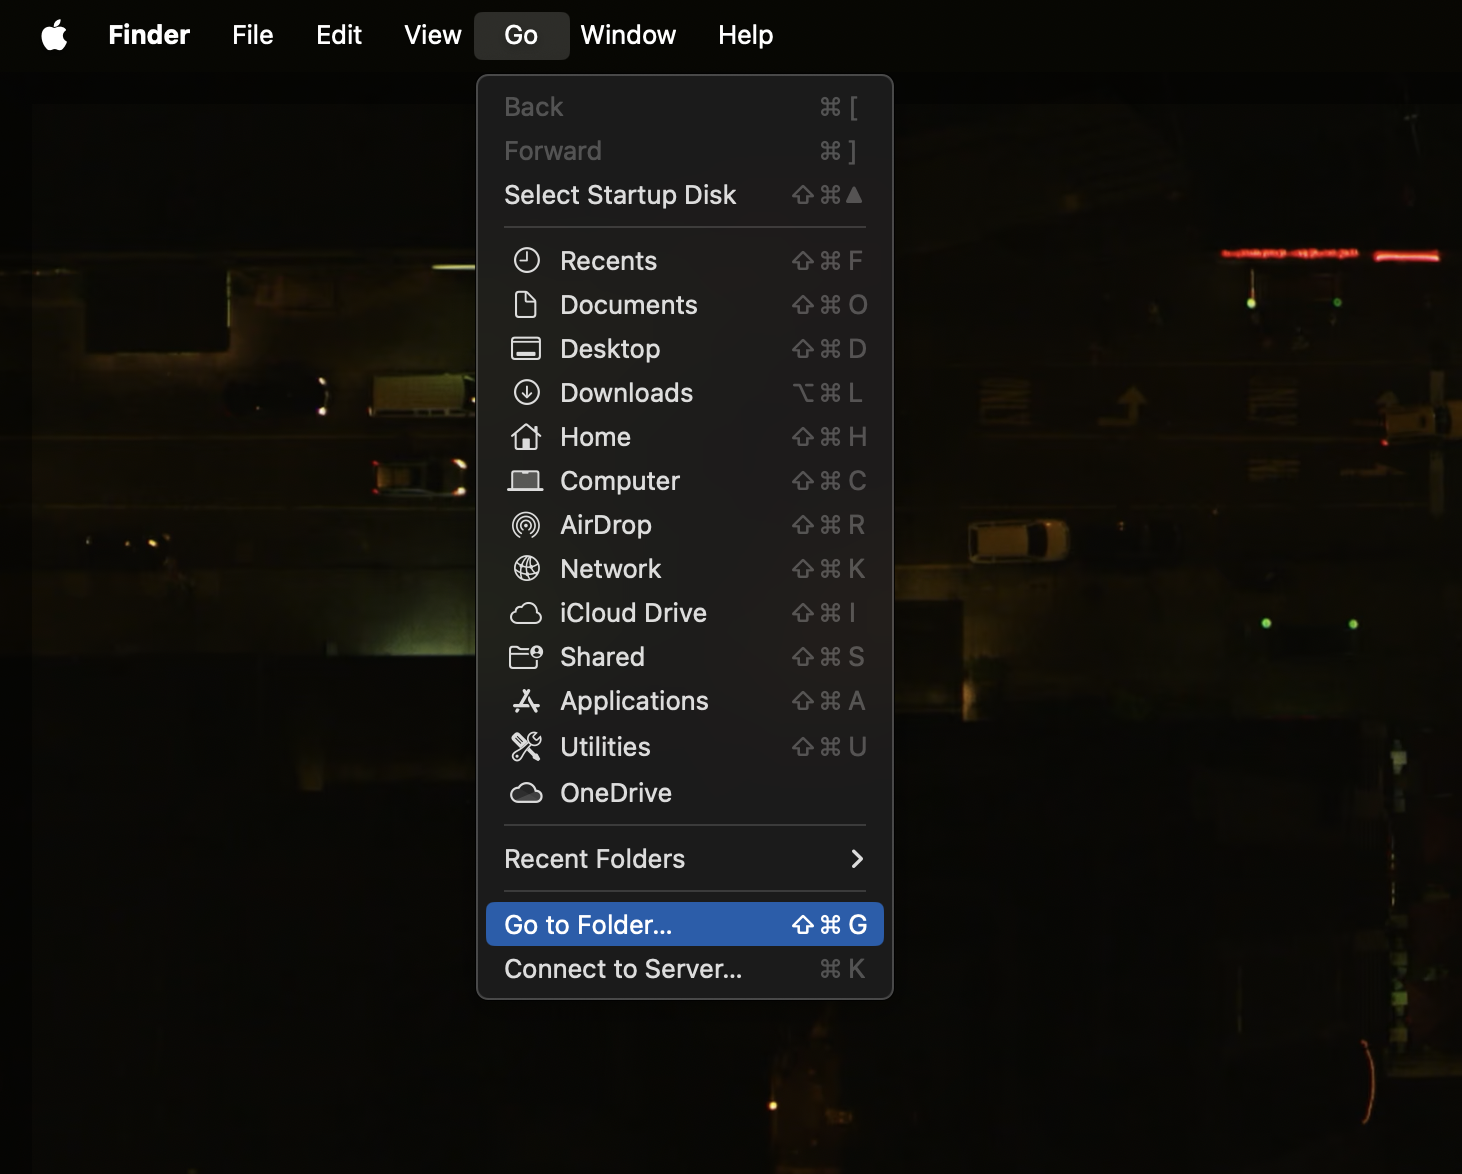 Finder File Edit View Go Window Help
Back ⌘ [
Forward ⌘ ]
Select Startup Disk ⇧ ⌘ ▲
Recents ⇧ ⌘ F
Documents ⇧ ⌘ O
Desktop ⇧ ⌘ D
Downloads ⌥ ⌘ L
Home ⇧ ⌘ H
Computer ⇧ ⌘ C
AirDrop ⇧ ⌘ R
Network ⇧ ⌘ K
iCloud Drive ⇧ ⌘ I
Shared ⇧ ⌘ S
Applications ⇧ ⌘ A
Utilities ⇧ ⌘ U
OneDrive
Recent Folders
Go to Folder... ⇧ ⌘ G
Connect to Server... ⌘ K